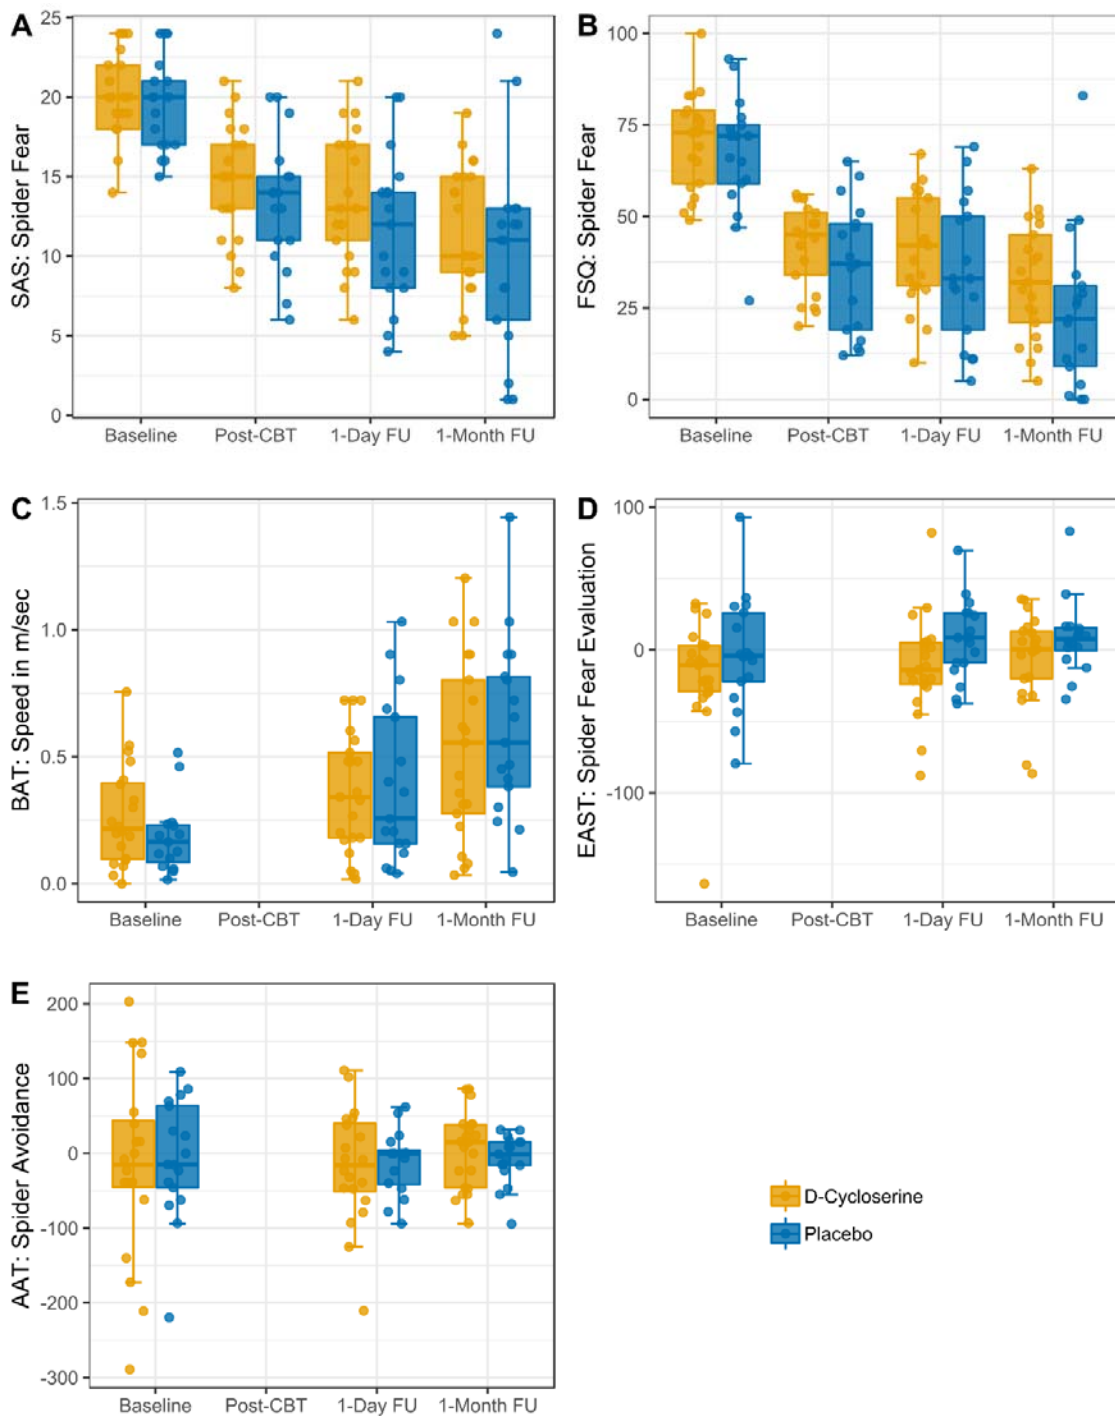 A
SAS: Spider Fear
25
20
15
10
5
0
Baseline Post-CBT 1-Day FU 1-Month FU
B
FSQ: Spider Fear
100
75
50
25
0
Baseline Post-CBT 1-Day FU 1-Month FU
C
BAT: Speed in m/sec
1.5
1.0
0.5
0.0
Baseline Post-CBT 1-Day FU 1-Month FU
D
EAST: Spider Fear Evaluation
100
0
-100
Baseline Post-CBT 1-Day FU 1-Month FU
E
AAT: Spider Avoidance
200
100
0
-100
-200
-300
Baseline Post-CBT 1-Day FU 1-Month FU
D-Cycloserine
Placebo